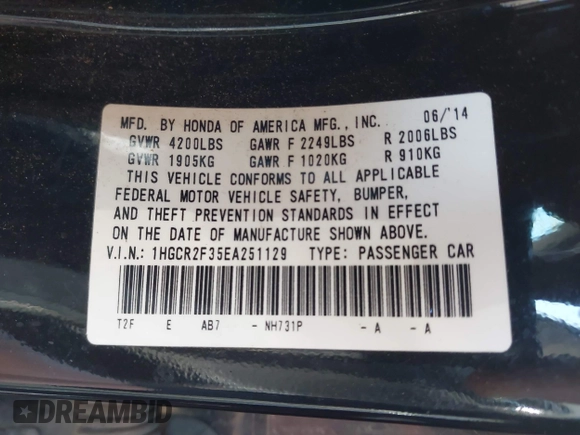 MFD. BY HONDA OF AMERICA MFG., INC. 06/'14
GVWR 4200LBS GAWR F 2249LBS R 2006LBS
GVWR 1905KG GAWR F 1020KG R 910KG
THIS VEHICLE CONFORMS TO ALL APPLICABLE
FEDERAL MOTOR VEHICLE SAFETY, BUMPER,
AND THEFT PREVENTION STANDARDS IN EFFECT
ON THE DATE OF MANUFACTURE SHOWN ABOVE.
V.I.N.: 1HGCR2F35EA251129 TYPE: PASSENGER CAR
T2F E AB7 - NH731P - A - A
DREAMBID